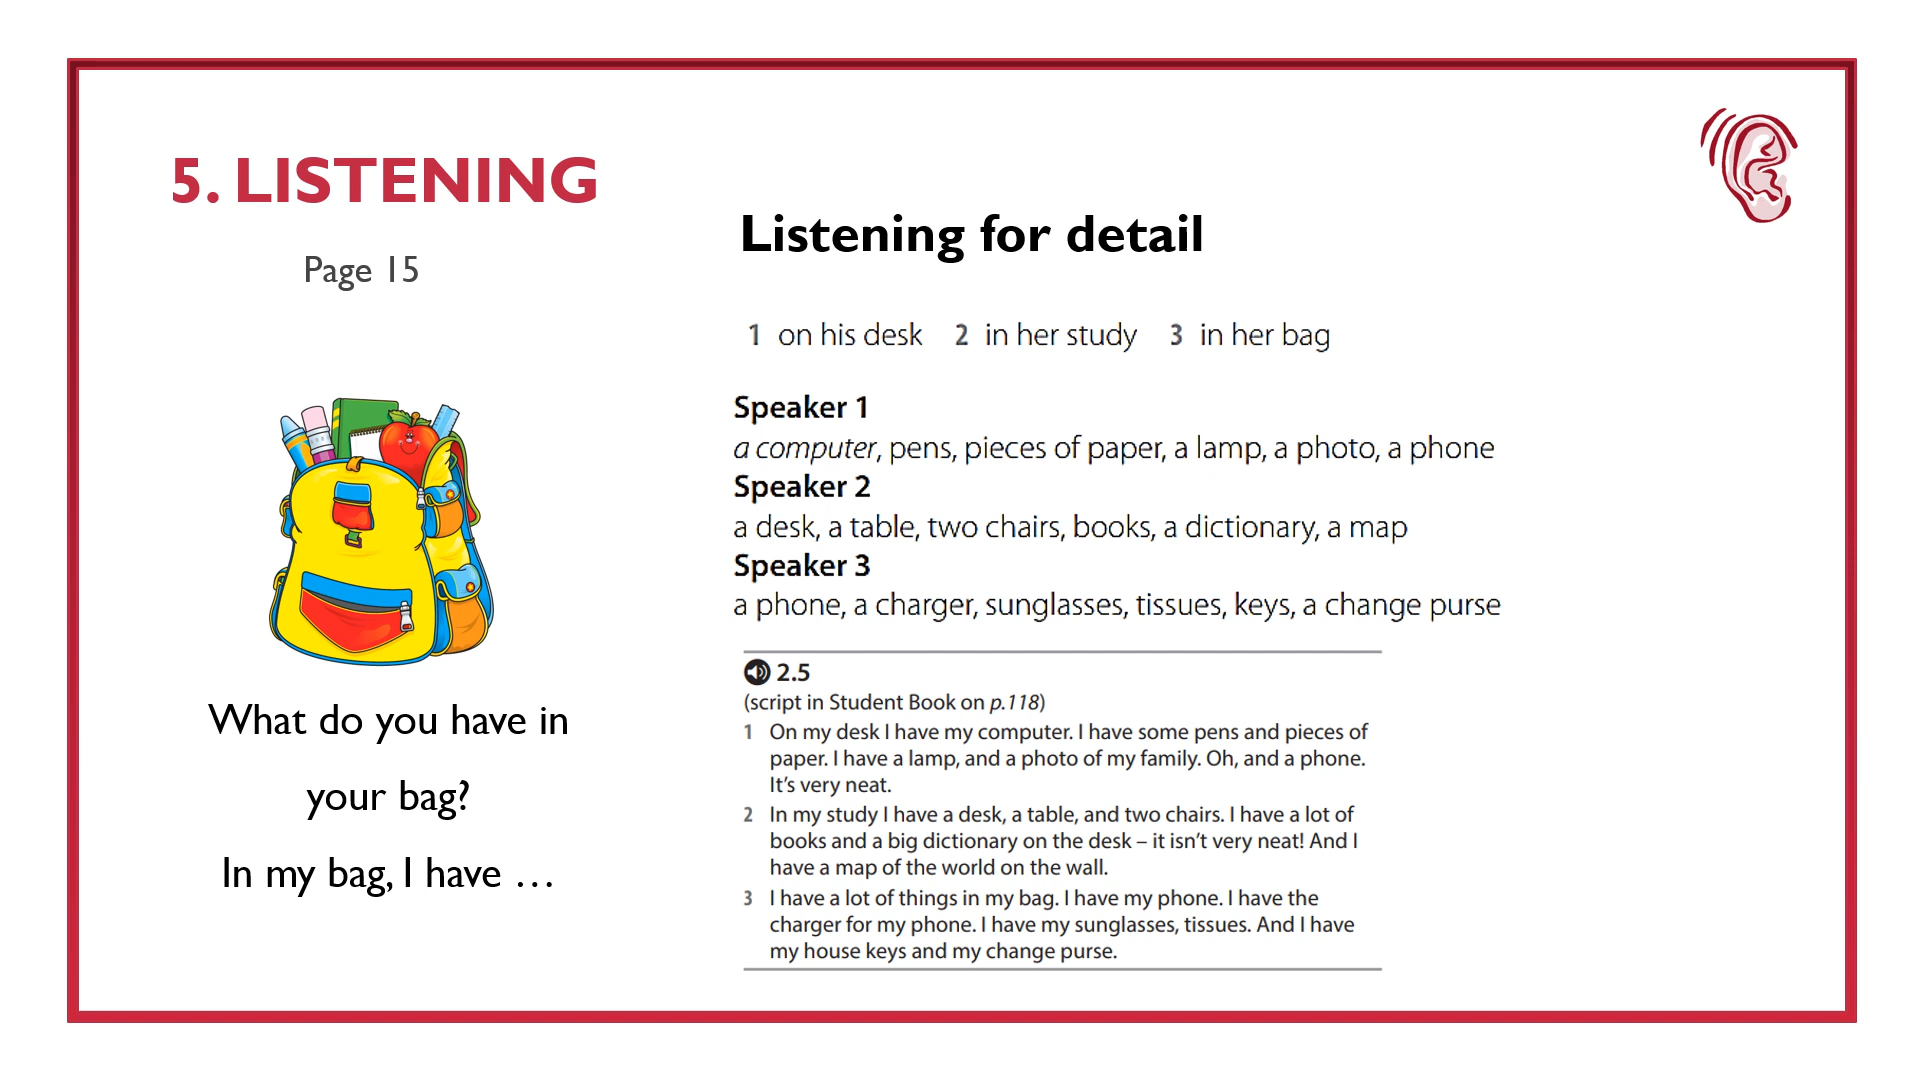 5. LISTENING
Page 15
What do you have in
your bag?
In my bag, I have …
Listening for detail
1 on his desk 2 in her study 3 in her bag
Speaker 1
a computer, pens, pieces of paper, a lamp, a photo, a phone
Speaker 2
a desk, a table, two chairs, books, a dictionary, a map
Speaker 3
a phone, a charger, sunglasses, tissues, keys, a change purse
2.5
(script in Student Book on p.118)
1 On my desk I have my computer. I have some pens and pieces of
paper. I have a lamp, and a photo of my family. Oh, and a phone.
It’s very neat.
2 In my study I have a desk, a table, and two chairs. I have a lot of
books and a big dictionary on the desk – it isn’t very neat! And I
have a map of the world on the wall.
3 I have a lot of things in my bag. I have my phone. I have the
charger for my phone. I have my sunglasses, tissues. And I have
my house keys and my change purse.